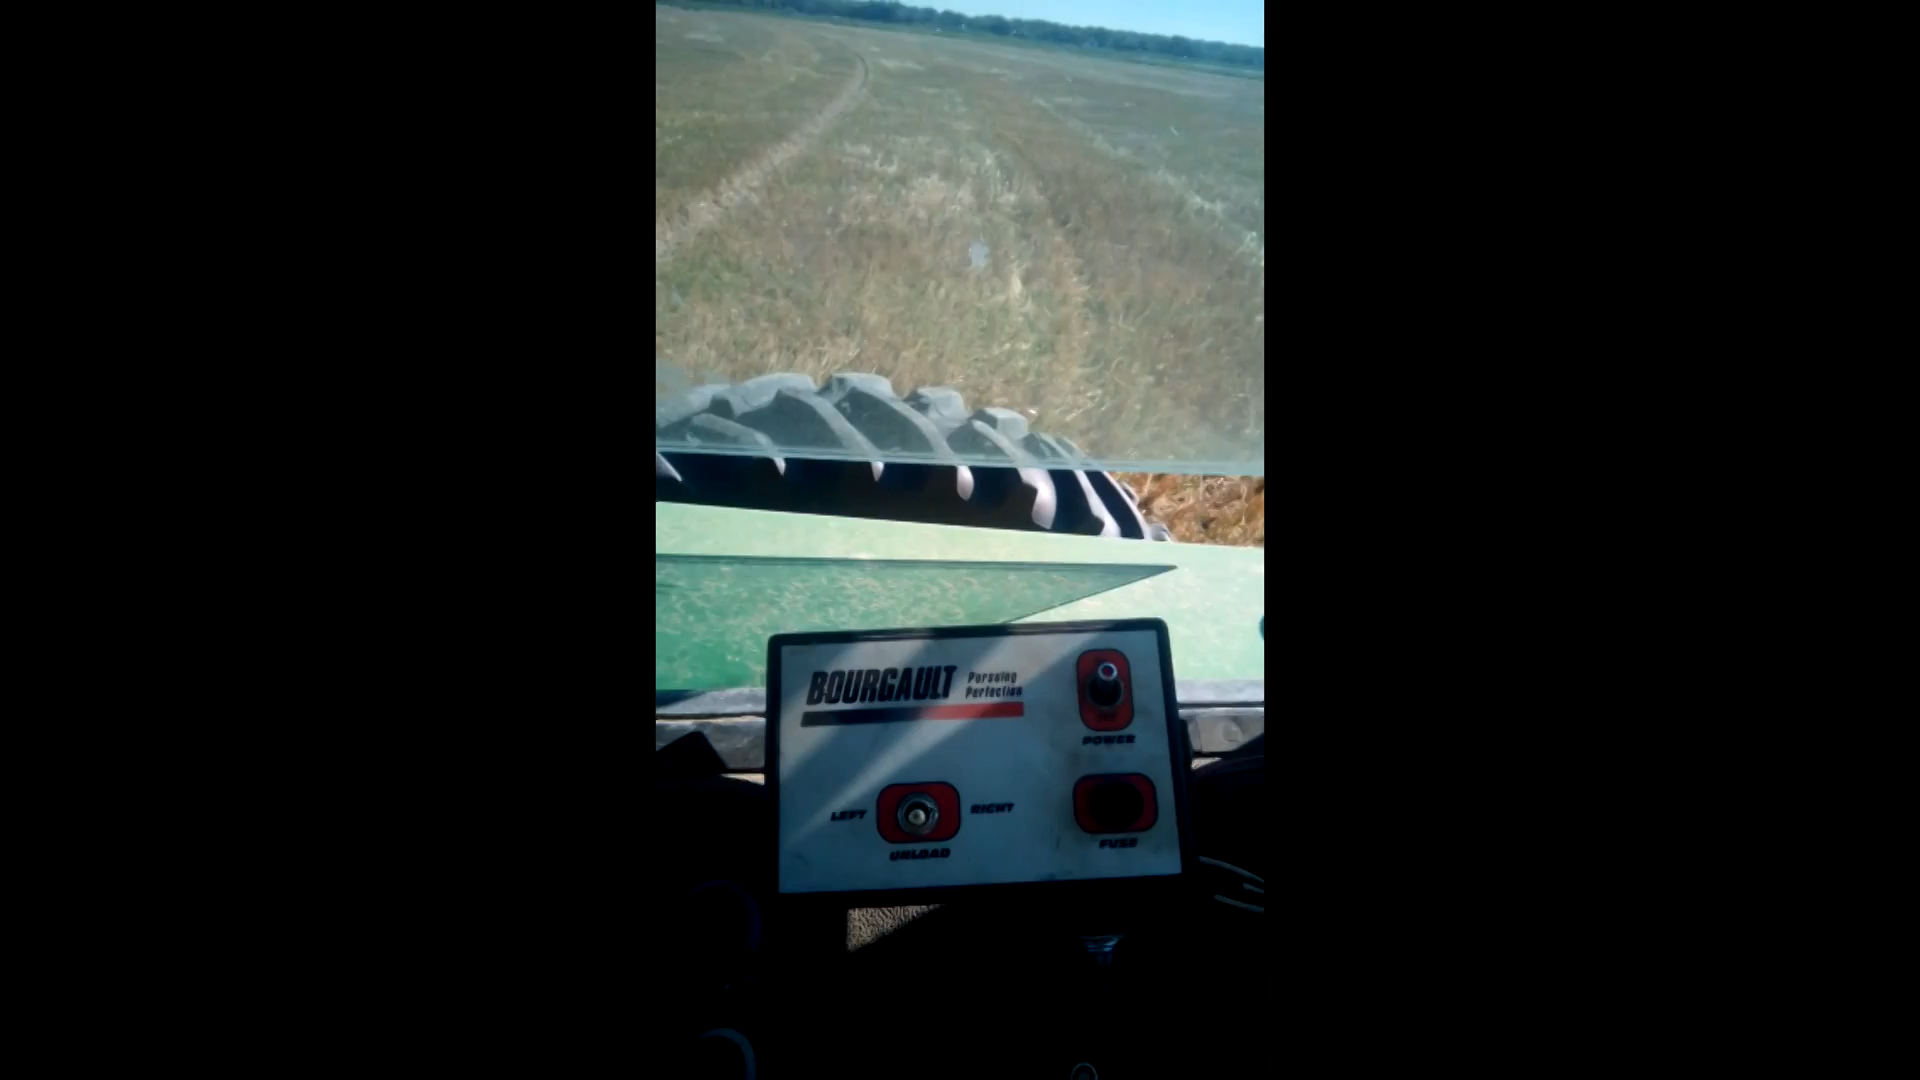 BOURGAULT
Pursuing
Perfection
POWER
LEFT
RIGHT
UNLOAD
FUSE